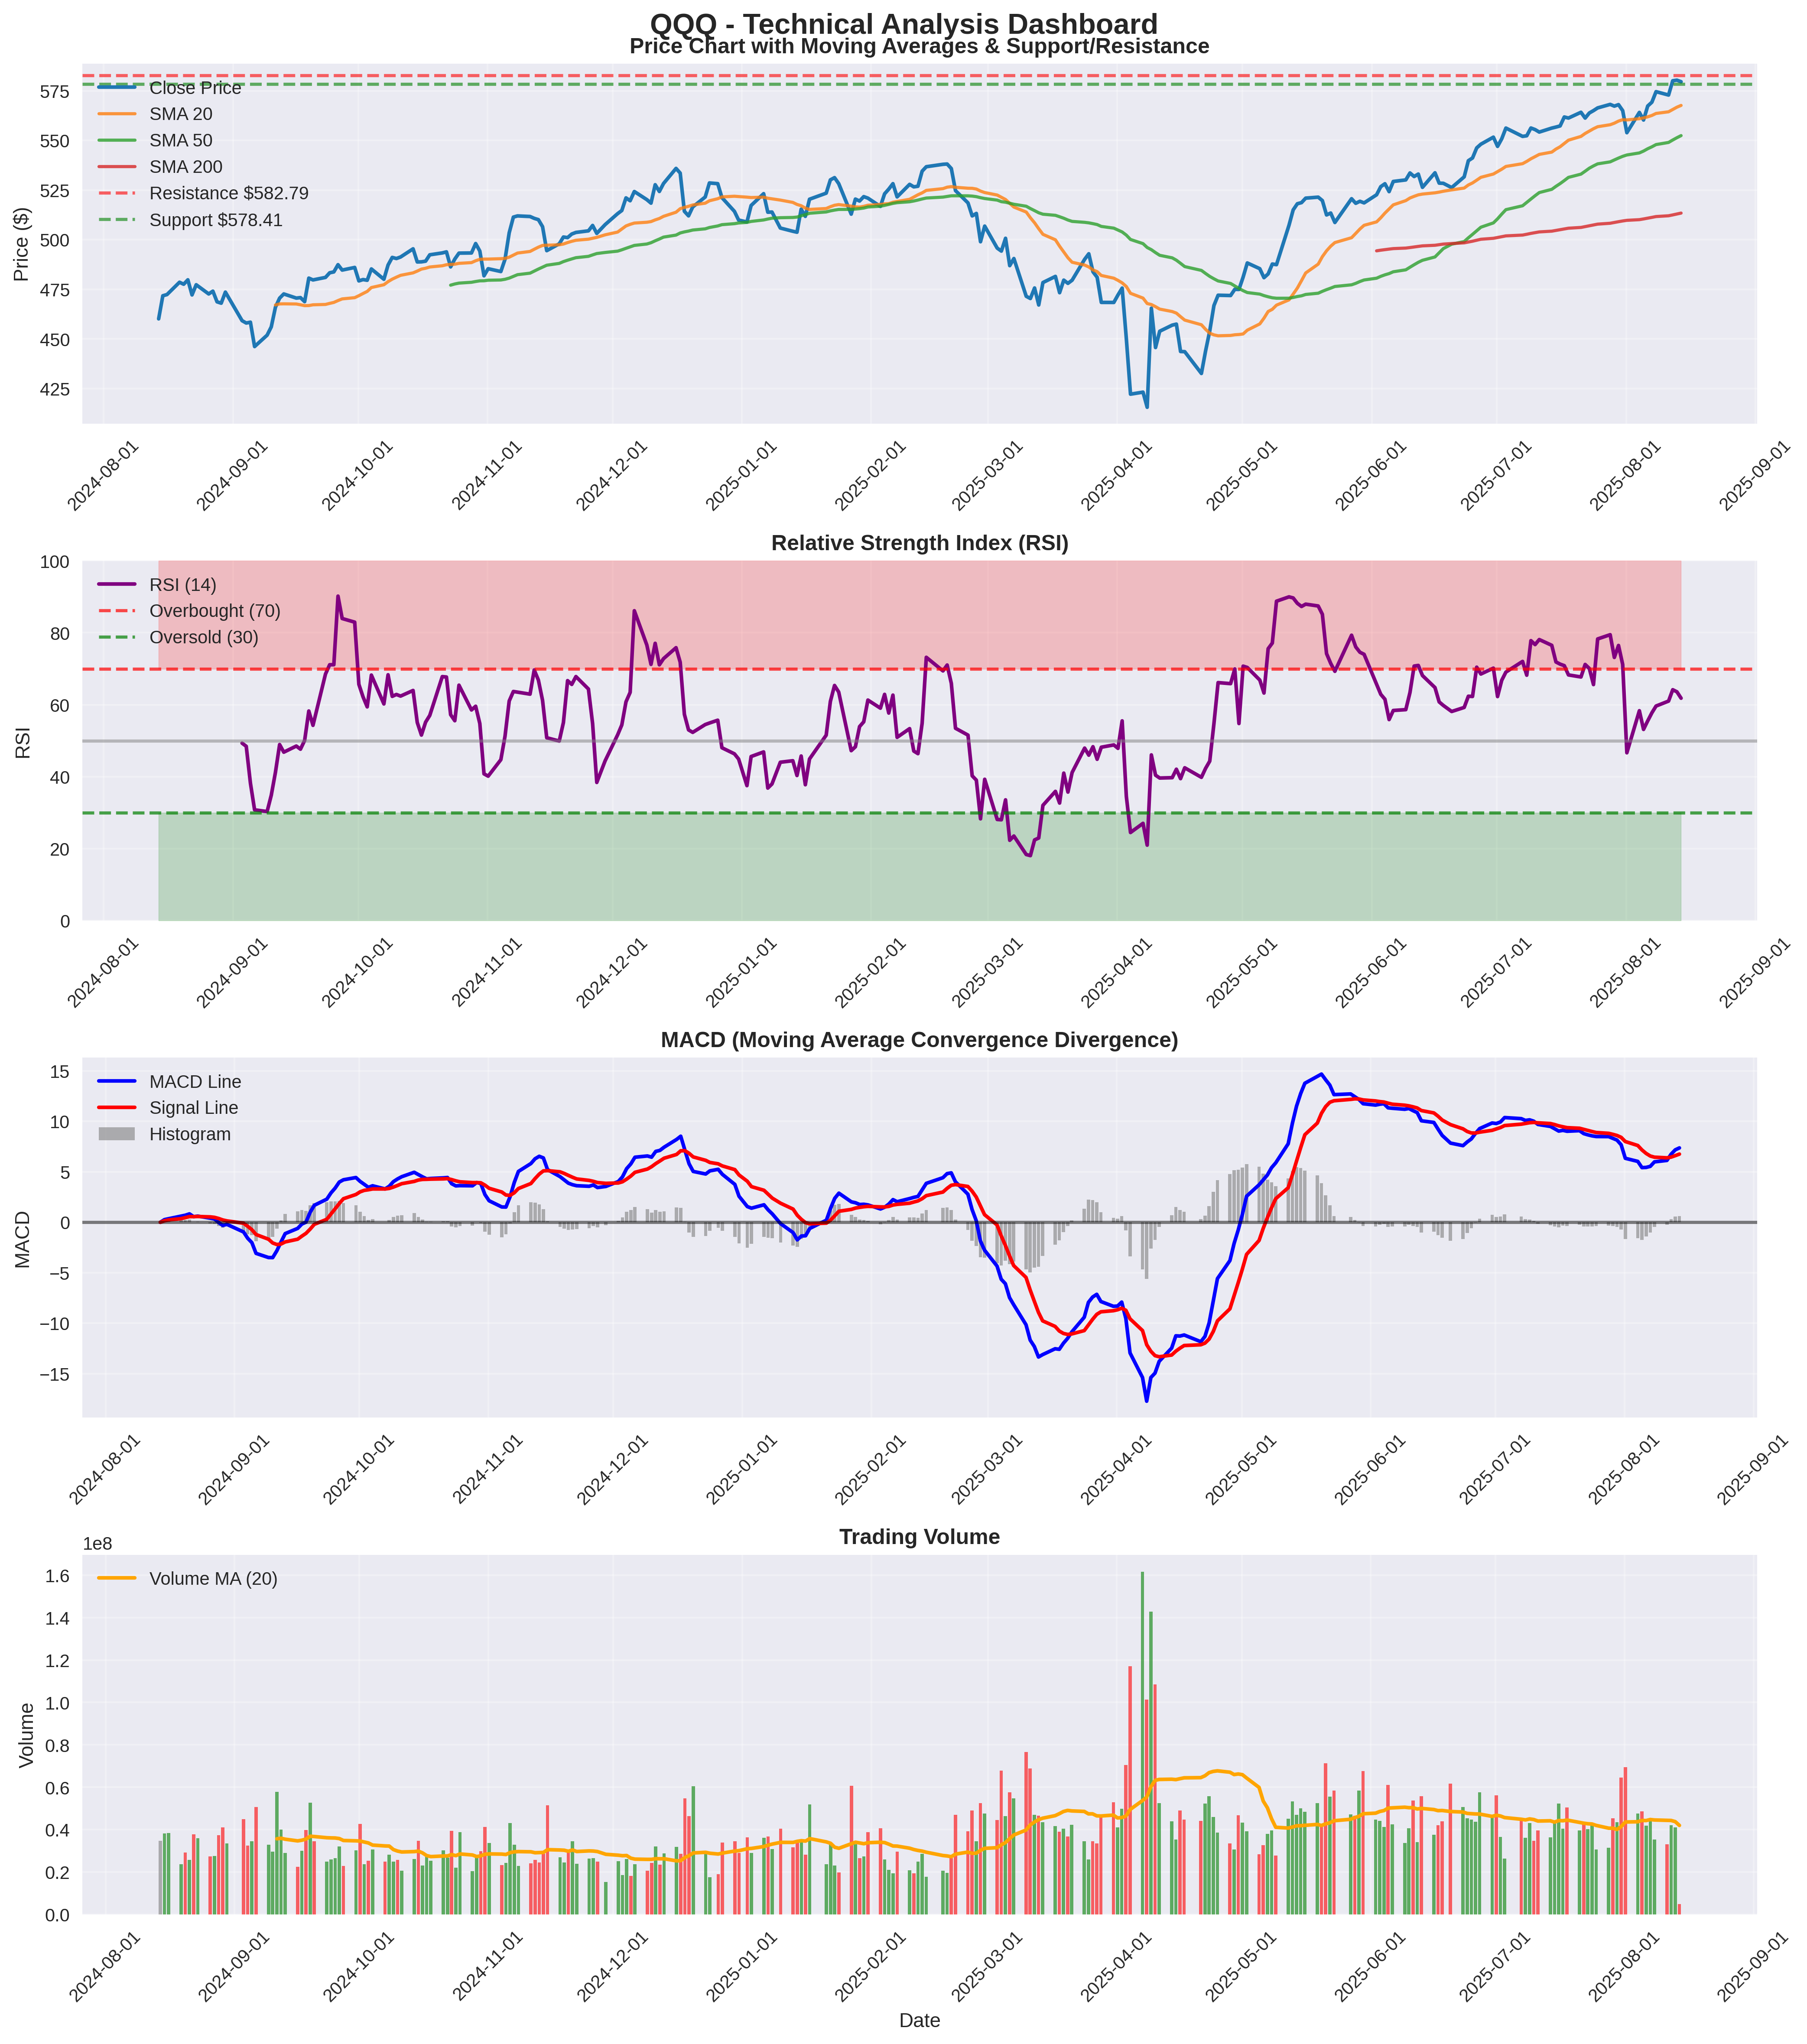 QQQ - Technical Analysis Dashboard
Price Chart with Moving Averages & Support/Resistance
Price ($)
575
550
525
500
475
450
425
Close Price
SMA 20
SMA 50
SMA 200
Resistance $582.79
Support $578.41
2024-08-01 2024-09-01 2024-10-01 2024-11-01 2024-12-01 2025-01-01 2025-02-01 2025-03-01 2025-04-01 2025-05-01 2025-06-01 2025-07-01 2025-08-01 2025-09-01
Relative Strength Index (RSI)
RSI
100
80
60
40
20
0
RSI (14)
Overbought (70)
Oversold (30)
2024-08-01 2024-09-01 2024-10-01 2024-11-01 2024-12-01 2025-01-01 2025-02-01 2025-03-01 2025-04-01 2025-05-01 2025-06-01 2025-07-01 2025-08-01 2025-09-01
MACD (Moving Average Convergence Divergence)
MACD
15
10
5
0
−5
−10
−15
MACD Line
Signal Line
Histogram
2024-08-01 2024-09-01 2024-10-01 2024-11-01 2024-12-01 2025-01-01 2025-02-01 2025-03-01 2025-04-01 2025-05-01 2025-06-01 2025-07-01 2025-08-01 2025-09-01
Trading Volume
1e8
Volume
1.6
1.4
1.2
1.0
0.8
0.6
0.4
0.2
0.0
Volume MA (20)
2024-08-01 2024-09-01 2024-10-01 2024-11-01 2024-12-01 2025-01-01 2025-02-01 2025-03-01 2025-04-01 2025-05-01 2025-06-01 2025-07-01 2025-08-01 2025-09-01
Date